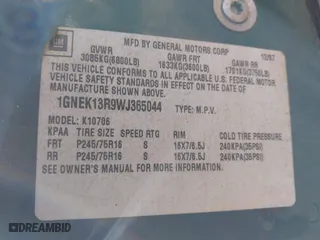 GM
MFD BY GENERAL MOTORS CORP 12/97
GVWR GAWR FRT GAWR RR
3085KG(6800LB) 1633KG(3600LB) 1701KG(3750LB)
THIS VEHICLE CONFORMS TO ALL APPLICABLE U.S. FEDERAL
MOTOR VEHICLE SAFETY STANDARDS IN EFFECT ON THE DATE
OF MANUFACTURE SHOWN ABOVE.
1GNEK13R9WJ365044 TYPE: M.P.V.
MODEL: K10706
KPAA TIRE SIZE SPEED RTG RIM COLD TIRE PRESSURE
FRT P245/75R16 S 16X7/6.5J 240KPA(35PSI)
RR P245/75R16 S 16X7/6.5J 240KPA(35PSI)
SEE OWNER'S MANUAL FOR MORE INFORMATION.
DREAMBID